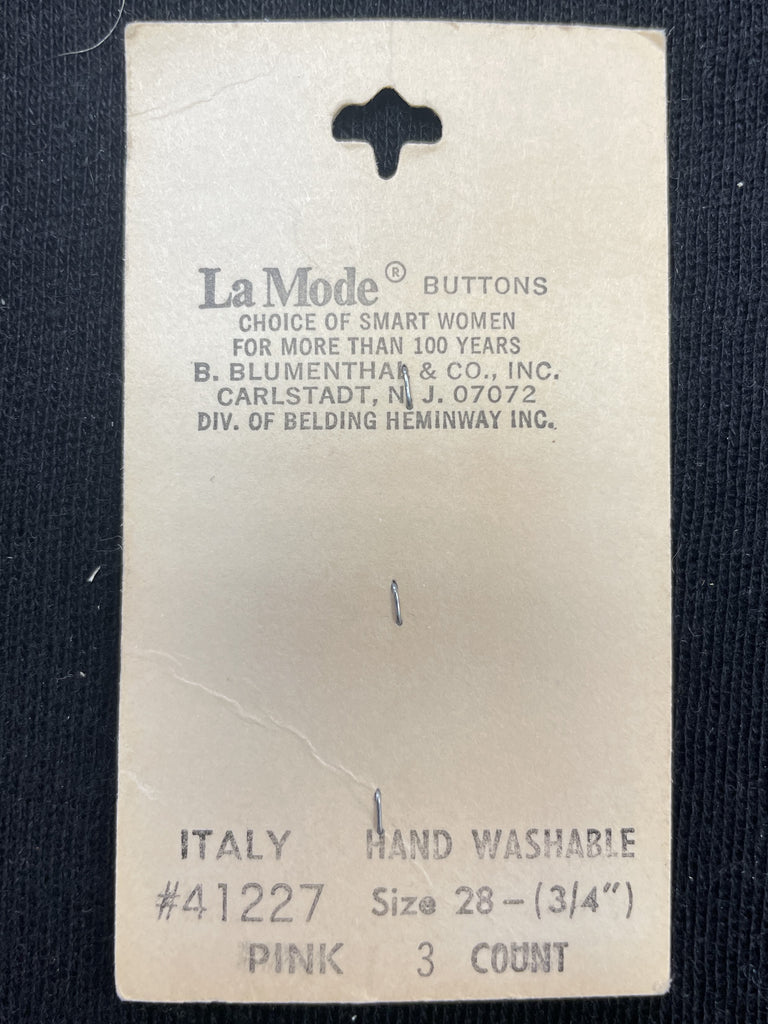 La Mode® BUTTONS
CHOICE OF SMART WOMEN
FOR MORE THAN 100 YEARS
B. BLUMENTHAL & CO., INC.
CARLSTADT, N. J. 07072
DIV. OF BELDING HEMINWAY INC.
ITALY HAND WASHABLE
#41227 Size 28-(3/4")
PINK 3 COUNT